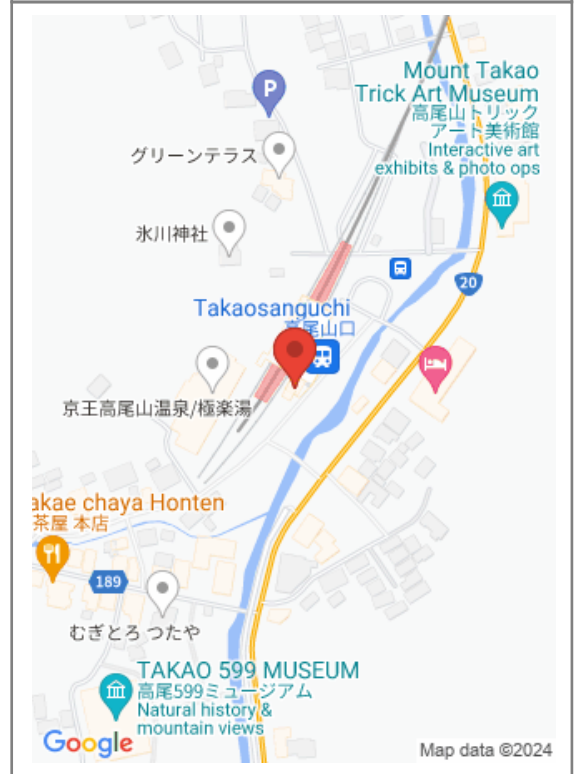 Mount Takao
Trick Art Museum
高尾山トリック
アート美術館
Interactive art
exhibits & photo ops
P
グリーンテラス
氷川神社
20
Takaosanguchi
高尾山口
京王高尾山温泉/極楽湯
akae chaya Honten
茶屋 本店
189
むぎとろ つたや
TAKAO 599 MUSEUM
高尾599ミュージアム
Natural history &
mountain views
Google
Map data ©2024